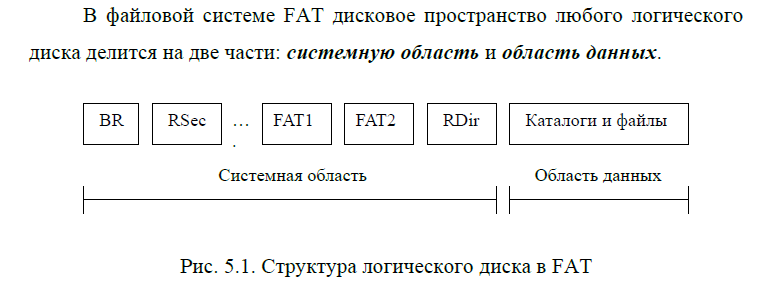 В файловой системе FAT дисковое пространство любого логического
диска делится на две части: системную область и область данных.
BR RSec ... . FAT1 FAT2 RDir Каталоги и файлы
Системная область Область данных
Рис. 5.1. Структура логического диска в FAT